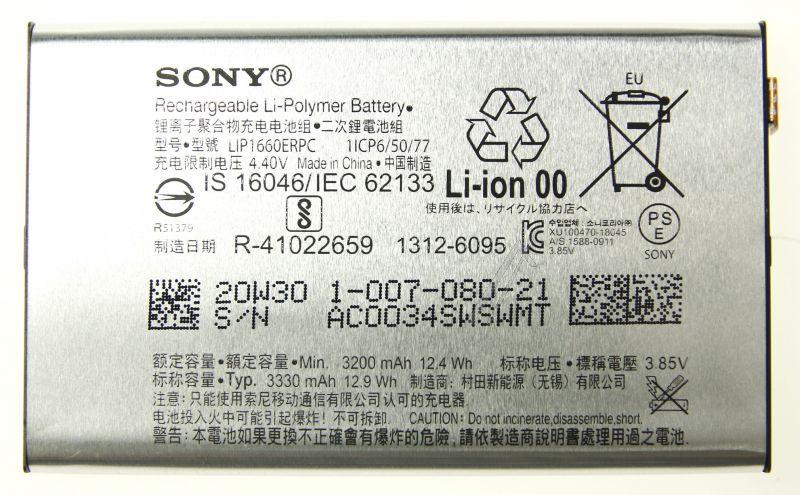 SONY®
Rechargeable Li-Polymer Battery•
锂离子聚合物充电电池组•二次鋰電池組
型号•型號 LIP1660ERPC 1ICP6/50/77
充电限制电压 4.40V Made in China•中国制造
IS 16046/IEC 62133 Li-ion 00
EU
使用後は、リサイクル協力店へ
R51379
制造日期 R-41022659 1312-6095
수입업체 : 소니코리아㈜
XU100470-18045
A/S 1588-0911
3.85V
PS
E
SONY
20W30 1-007-080-21
S/N AC0034SWSWMT
额定容量•額定容量•Min. 3200 mAh 12.4 Wh 标称电压•標稱電壓 3.85V
标称容量•Typ. 3330 mAh 12.9 Wh 制造商：村田新能源（无锡）有限公司
注意：只能使用索尼移动通信有限公司认可的充电器.
电池投入火中可能引起爆炸！不可拆卸. CAUTION: Do not incinerate,disassemble,short.
警告：本電池如果更換不正確會有爆炸的危險，請依製造商說明書處理用過之電池.